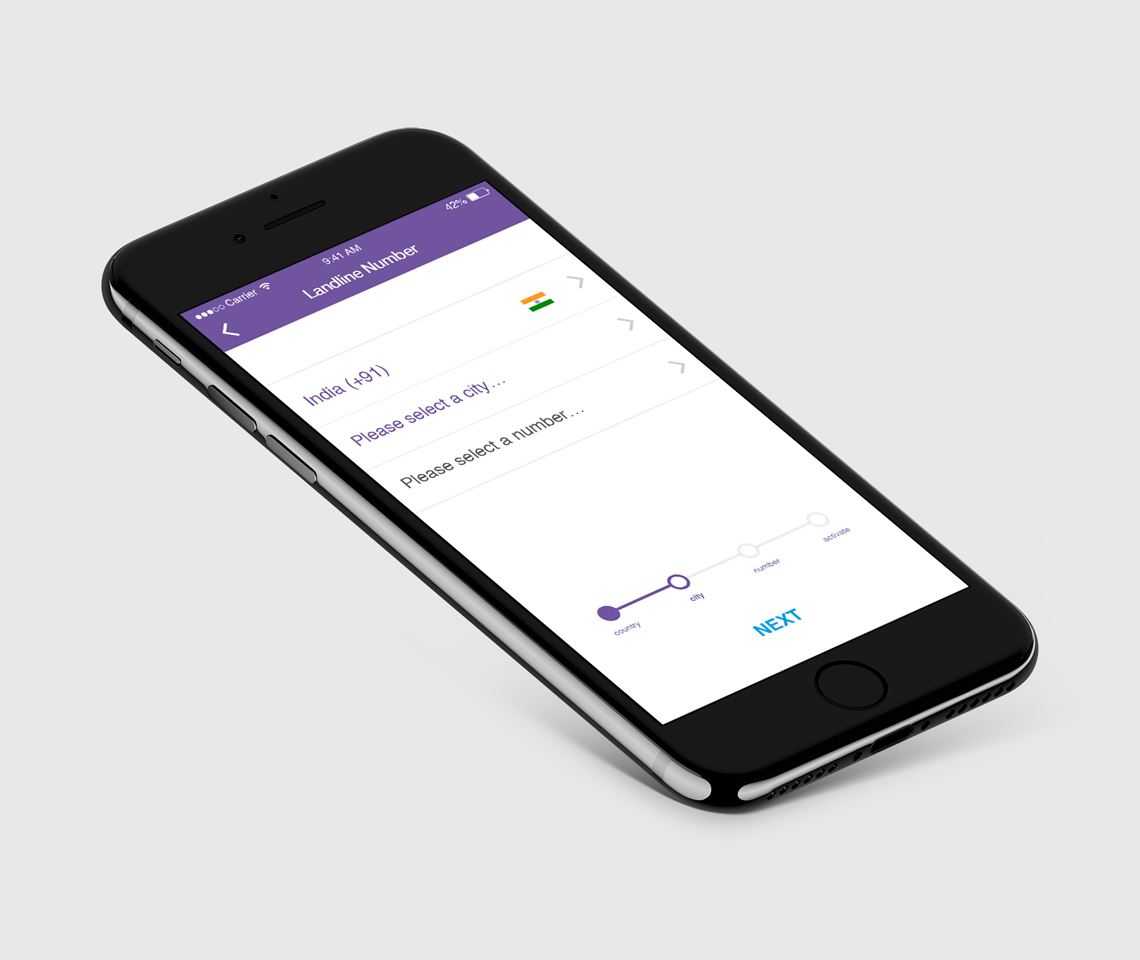 Carrier 9:41 AM 42%
Landline Number
India (+91)
Please select a city...
Please select a number...
country city number activate
NEXT